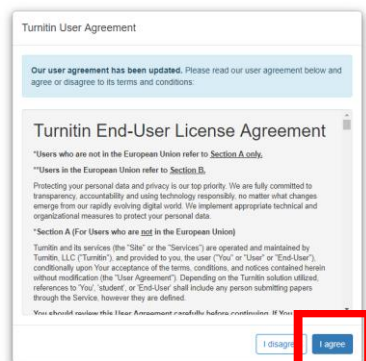 Turnitin User Agreement
Our user agreement has been updated. Please read our user agreement below and
agree or disagree to its terms and conditions:
Turnitin End-User License Agreement
*Users who are not in the European Union refer to Section A only.
**Users in the European Union refer to Section B.
Protecting your personal data and privacy is our top priority. We are fully committed to
transparency, accountability and using technology responsibly, no matter what changes
emerge from our rapidly evolving digital world. We implement appropriate technical and
organizational measures to protect your personal data.
*Section A (For Users who are not in the European Union)
Turnitin and its services (the "Site" or the "Services") are operated and maintained by
Turnitin, LLC ("Turnitin"), and provided to you, the user ("You" or "User" or "End-User"),
conditionally upon Your acceptance of the terms, conditions, and notices contained herein
without modification (the "User Agreement"). Depending on the Turnitin solution utilized,
references to 'You', 'student', or 'End-User' shall include any person submitting papers
through the Service, however they are defined.
You should review this User Agreement carefully before continuing. If You
I disagree
I agree